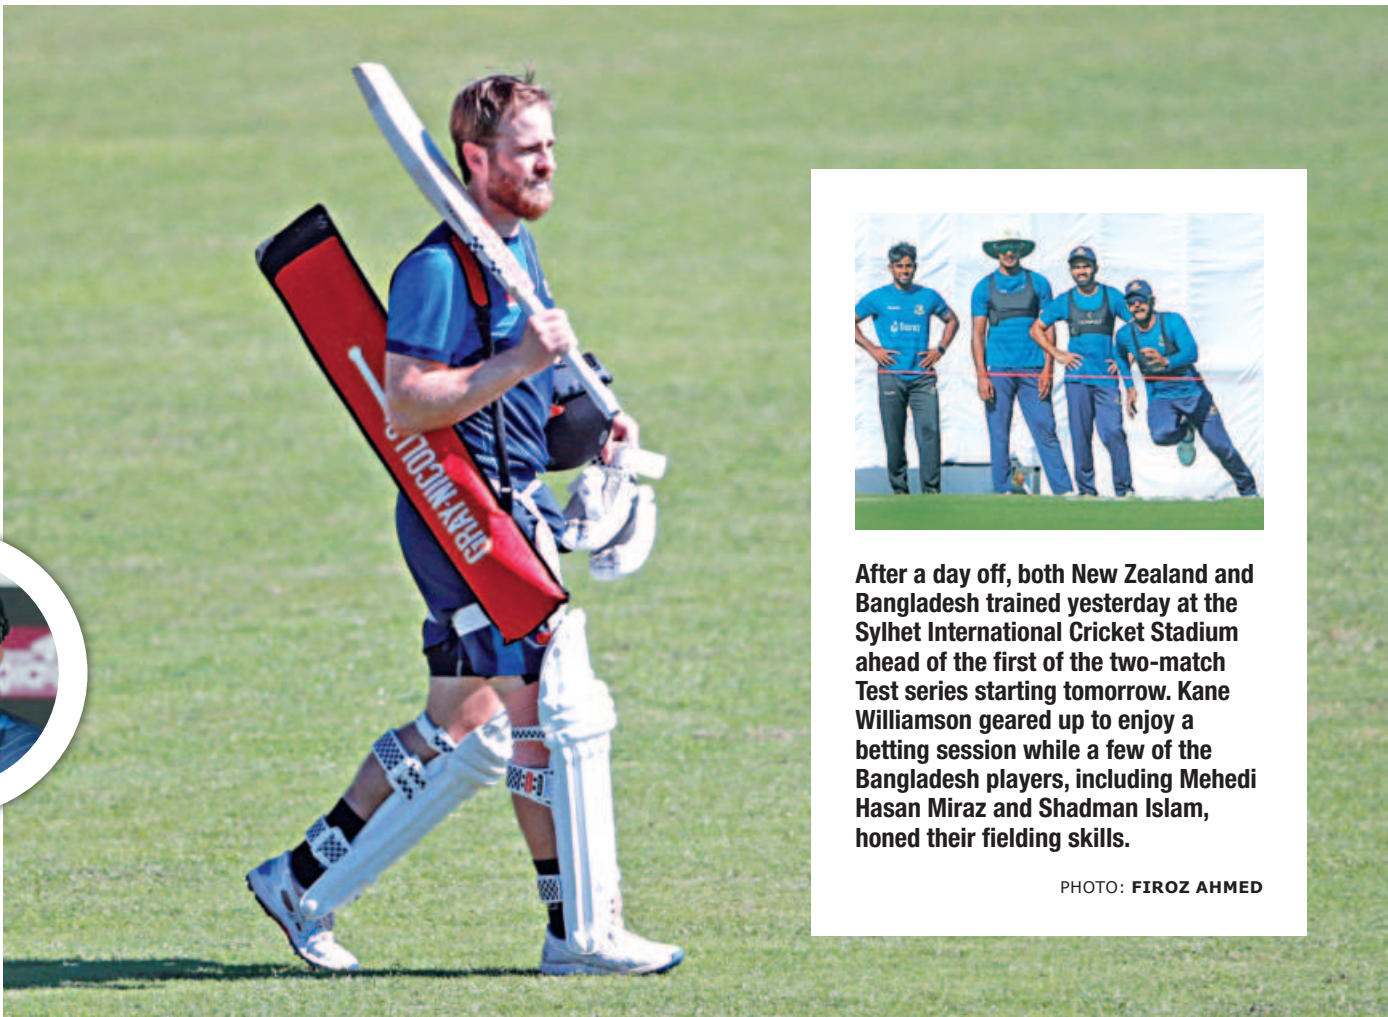 GRAY-NICOLL
After a day off, both New Zealand and
Bangladesh trained yesterday at the
Sylhet International Cricket Stadium
ahead of the first of the two-match
Test series starting tomorrow. Kane
Williamson geared up to enjoy a
betting session while a few of the
Bangladesh players, including Mehedi
Hasan Miraz and Shadman Islam,
honed their fielding skills.
PHOTO: FIROZ AHMED